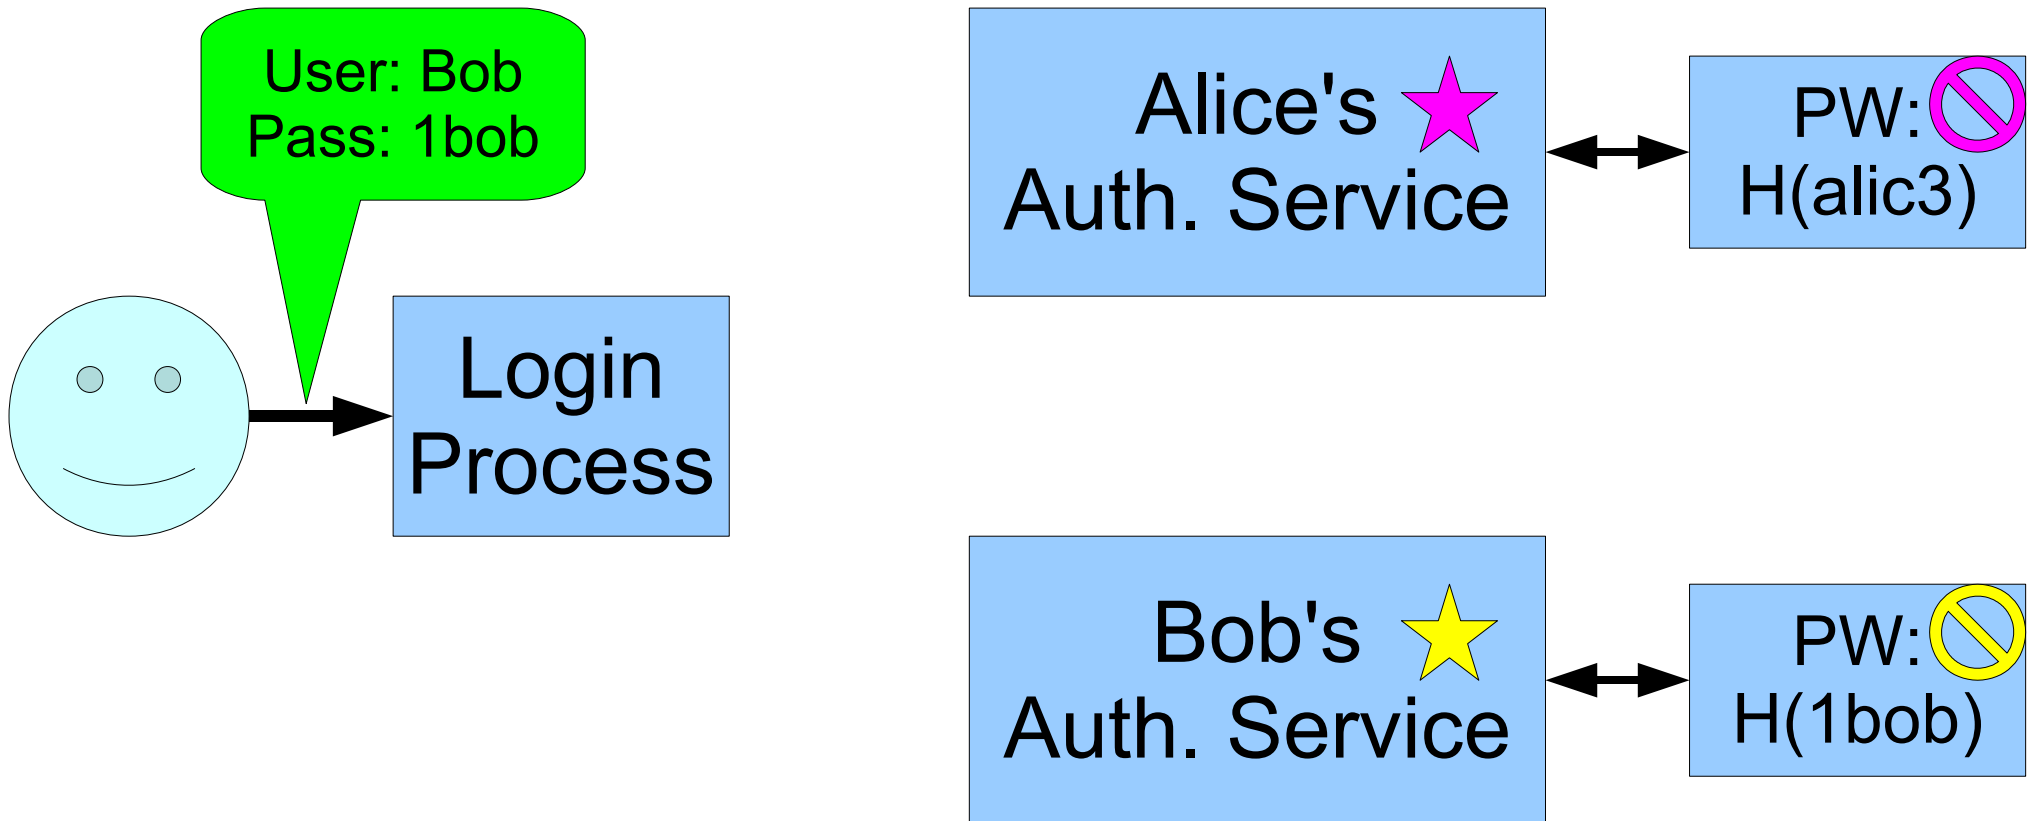 User: Bob
Pass: 1bob
Login
Process
Alice's
Auth. Service
PW:
H(alic3)
Bob's
Auth. Service
PW:
H(1bob)